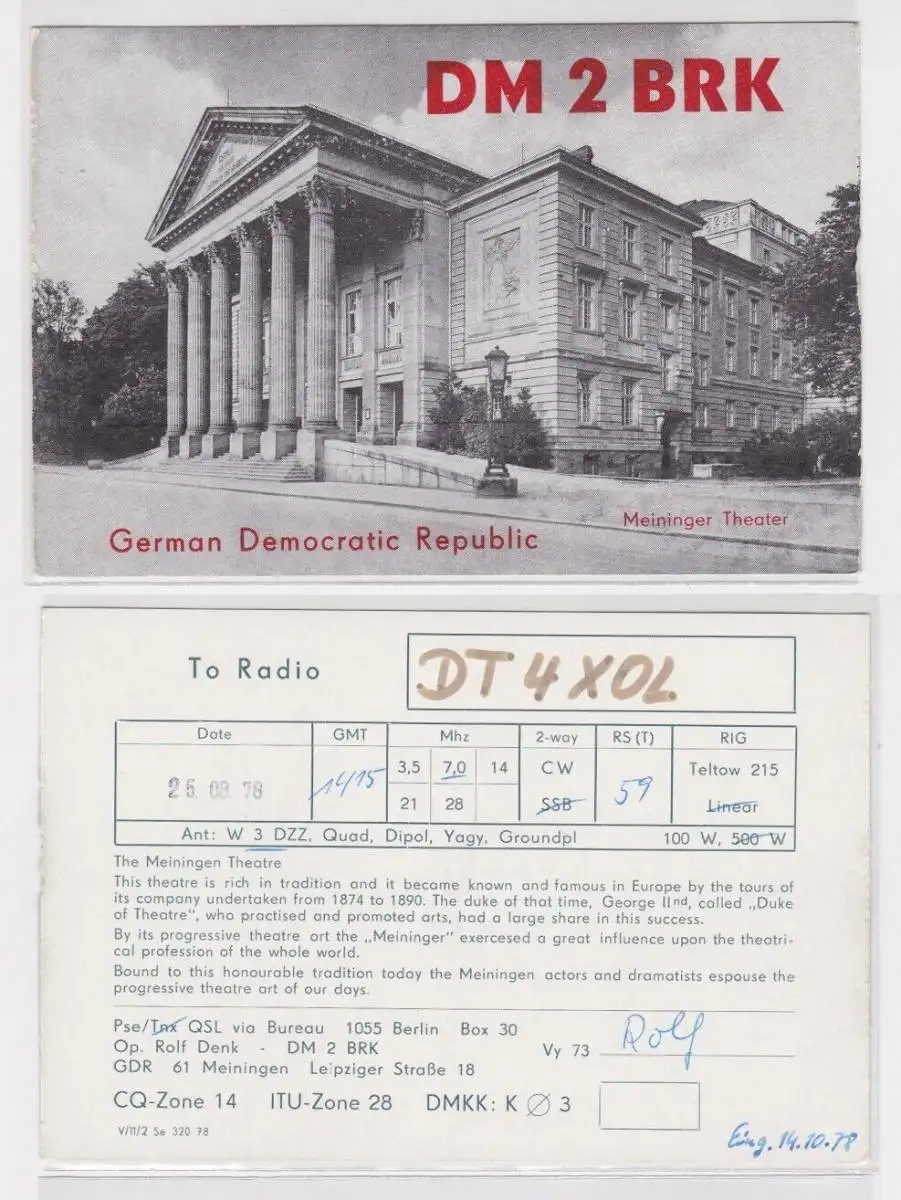 DM 2 BRK
Meininger Theater
German Democratic Republic
To Radio
DT 4 XOL
Date GMT Mhz 2-way RS (T) RIG
25. 08. 78 1415 3,5 7,0 14 CW 59 Teltow 215
21 28 SSB Linear
Ant: W 3 DZZ, Quad, Dipol, Yagy, Groundpl 100 W, 500 W
The Meiningen Theatre
This theatre is rich in tradition and it became known and famous in Europe by the tours of
its company undertaken from 1874 to 1890. The duke of that time, George IInd, called „Duke
of Theatre", who practised and promoted arts, had a large share in this success.
By its progressive theatre art the „Meininger" exercesed a great influence upon the theatri-
cal profession of the whole world.
Bound to this honourable tradition today the Meiningen actors and dramatists espouse the
progressive theatre art of our days.
Pse/Tnx QSL via Bureau 1055 Berlin Box 30
Op. Rolf Denk - DM 2 BRK
Vy 73 Rolf
GDR 61 Meiningen Leipziger Straße 18
CQ-Zone 14 ITU-Zone 28 DMKK: K Ø 3
V/11/2 Se 320 78
Eing. 14.10.78